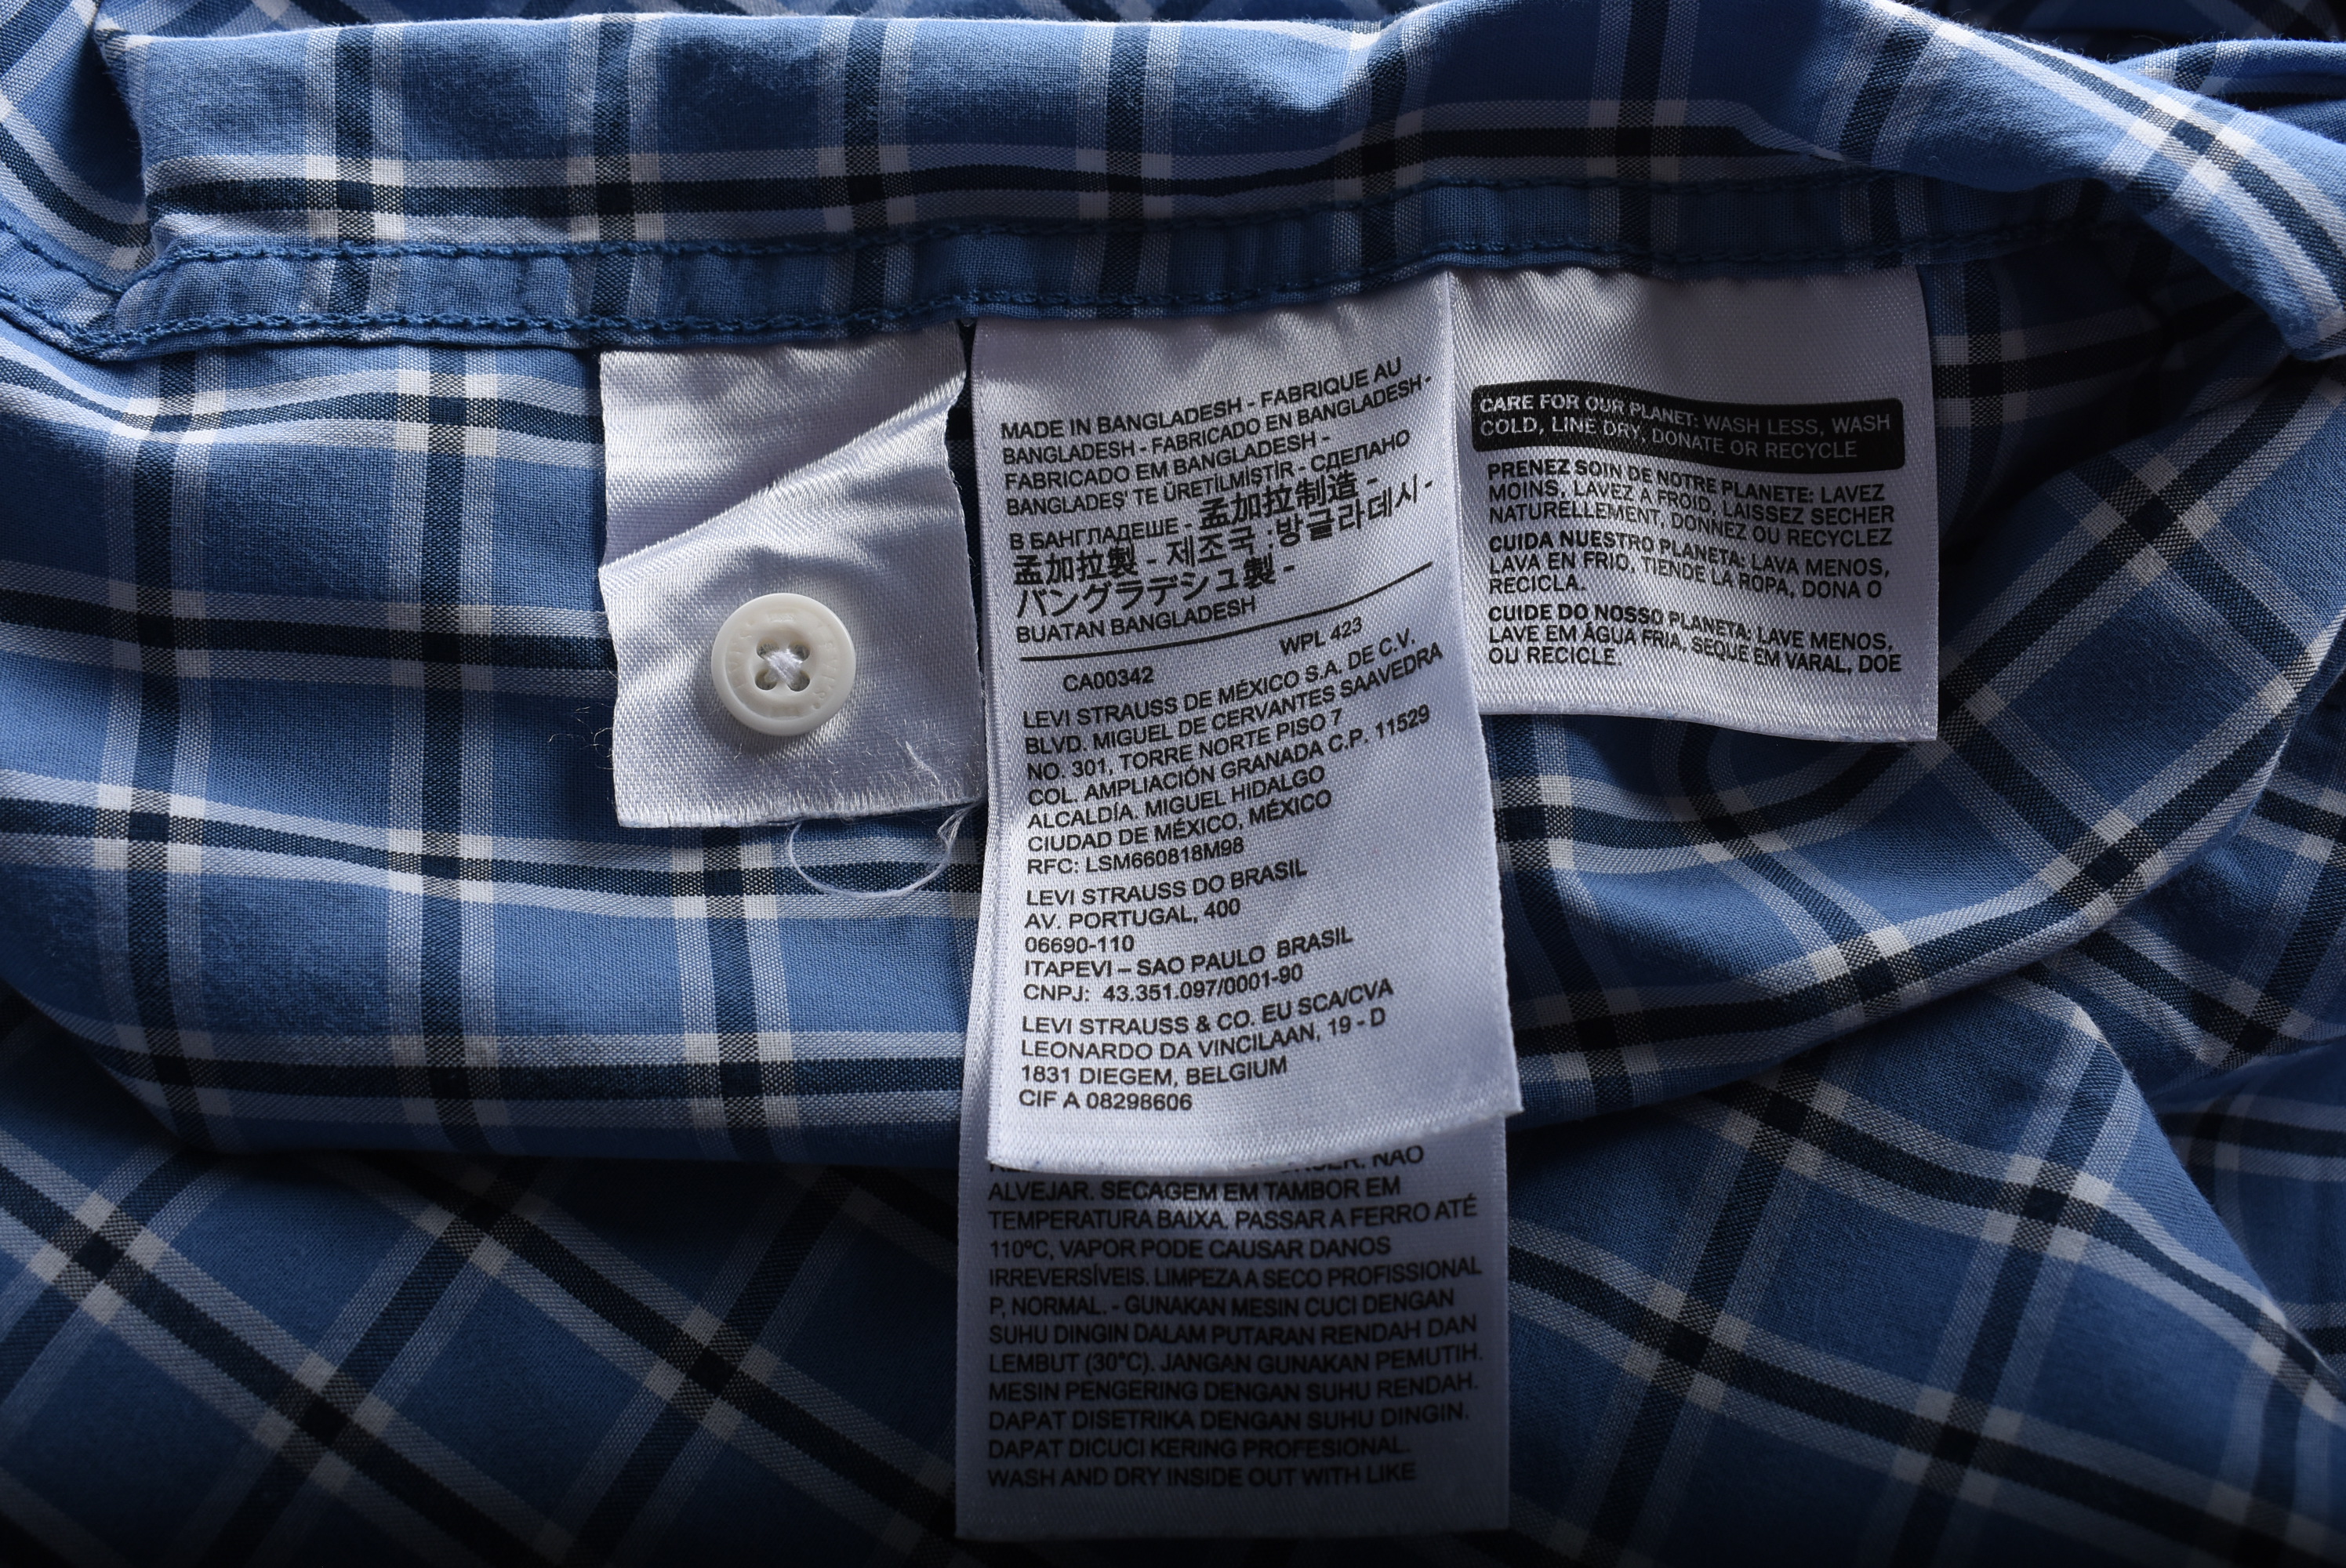 MADE IN BANGLADESH - FABRIQUE AU
BANGLADESH - FABRICADO EN BANGLADESH -
FABRICADO EM BANGLADESH -
BANGLADEŞ' TE ÜRETİLMİŞTİR - СДЕЛАНО
В БАНГЛАДЕШЕ - 孟加拉制造 -
孟加拉製 - 제조국 :방글라데시 -
バングラデシュ製 -
BUATAN BANGLADESH
WPL 423
CA00342
LEVI STRAUSS DE MÉXICO S.A. DE C.V.
BLVD. MIGUEL DE CERVANTES SAAVEDRA
NO. 301, TORRE NORTE PISO 7
COL. AMPLIACIÓN GRANADA C.P. 11529
ALCALDÍA. MIGUEL HIDALGO
CIUDAD DE MÉXICO, MÉXICO
RFC: LSM660818M98
LEVI STRAUSS DO BRASIL
AV. PORTUGAL, 400
06690-110
ITAPEVI – SAO PAULO BRASIL
CNPJ: 43.351.097/0001-90
LEVI STRAUSS & CO. EU SCA/CVA
LEONARDO DA VINCILAAN, 19 - D
1831 DIEGEM, BELGIUM
CIF A 08298606
NÃO
ALVEJAR. SECAGEM EM TAMBOR EM
TEMPERATURA BAIXA. PASSAR A FERRO ATÉ
110ºC, VAPOR PODE CAUSAR DANOS
IRREVERSÍVEIS. LIMPEZA A SECO PROFISSIONAL
P, NORMAL. - GUNAKAN MESIN CUCI DENGAN
SUHU DINGIN DALAM PUTARAN RENDAH DAN
LEMBUT (30°C). JANGAN GUNAKAN PEMUTIH.
MESIN PENGERING DENGAN SUHU RENDAH.
DAPAT DISETRIKA DENGAN SUHU DINGIN.
DAPAT DICUCI KERING PROFESIONAL.
WASH AND DRY INSIDE OUT WITH LIKE
CARE FOR OUR PLANET: WASH LESS, WASH
COLD, LINE DRY, DONATE OR RECYCLE
PRENEZ SOIN DE NOTRE PLANETE: LAVEZ
MOINS, LAVEZ A FROID, LAISSEZ SECHER
NATURELLEMENT, DONNEZ OU RECYCLEZ
CUIDA NUESTRO PLANETA: LAVA MENOS,
LAVA EN FRIO, TIENDE LA ROPA, DONA O
RECICLA.
CUIDE DO NOSSO PLANETA: LAVE MENOS,
LAVE EM ÁGUA FRIA, SEQUE EM VARAL, DOE
OU RECICLE.